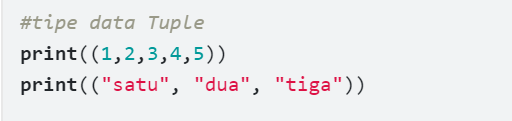 #tipe data Tuple
print((1,2,3,4,5))
print(("satu", "dua", "tiga"))